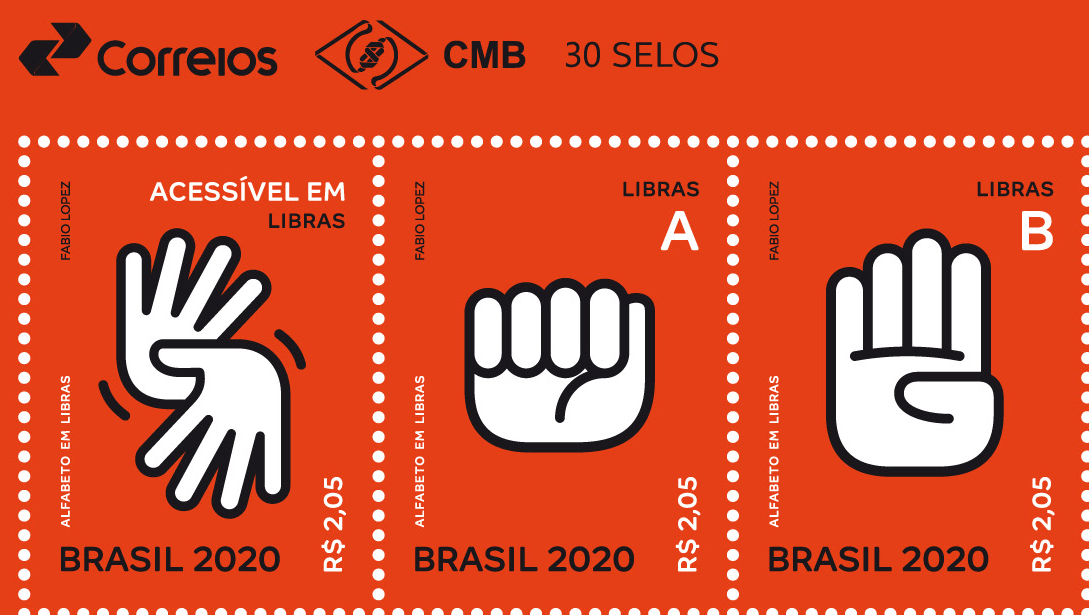 Correios
CMB
30 SELOS
FABIO LOPEZ
ACESSÍVEL EM
LIBRAS
ALFABETO EM LIBRAS
R$ 2,05
BRASIL 2020
FABIO LOPEZ
LIBRAS
A
ALFABETO EM LIBRAS
R$ 2,05
BRASIL 2020
FABIO LOPEZ
LIBRAS
B
ALFABETO EM LIBRAS
R$ 2,05
BRASIL 2020